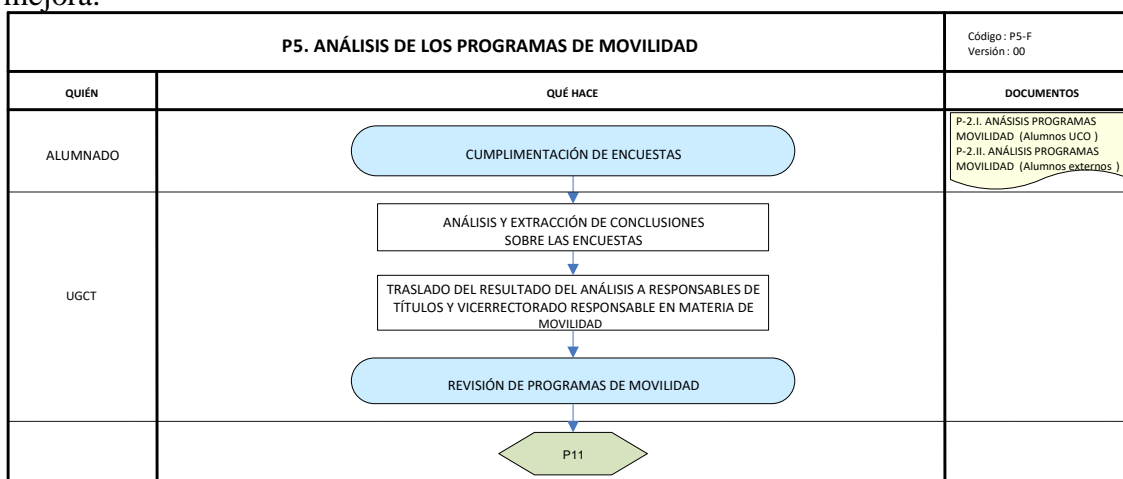 mejora.
P5. ANÁLISIS DE LOS PROGRAMAS DE MOVILIDAD
Código : P5-F
Versión : 00
QUIÉN
QUÉ HACE
DOCUMENTOS
ALUMNADO
CUMPLIMENTACIÓN DE ENCUESTAS
P-2.I. ANÁSISIS PROGRAMAS
MOVILIDAD (Alumnos UCO )
P-2.II. ANÁLISIS PROGRAMAS
MOVILIDAD (Alumnos externos )
UGCT
ANÁLISIS Y EXTRACCIÓN DE CONCLUSIONES
SOBRE LAS ENCUESTAS
TRASLADO DEL RESULTADO DEL ANÁLISIS A RESPONSABLES DE
TÍTULOS Y VICERRECTORADO RESPONSABLE EN MATERIA DE
MOVILIDAD
REVISIÓN DE PROGRAMAS DE MOVILIDAD
P11